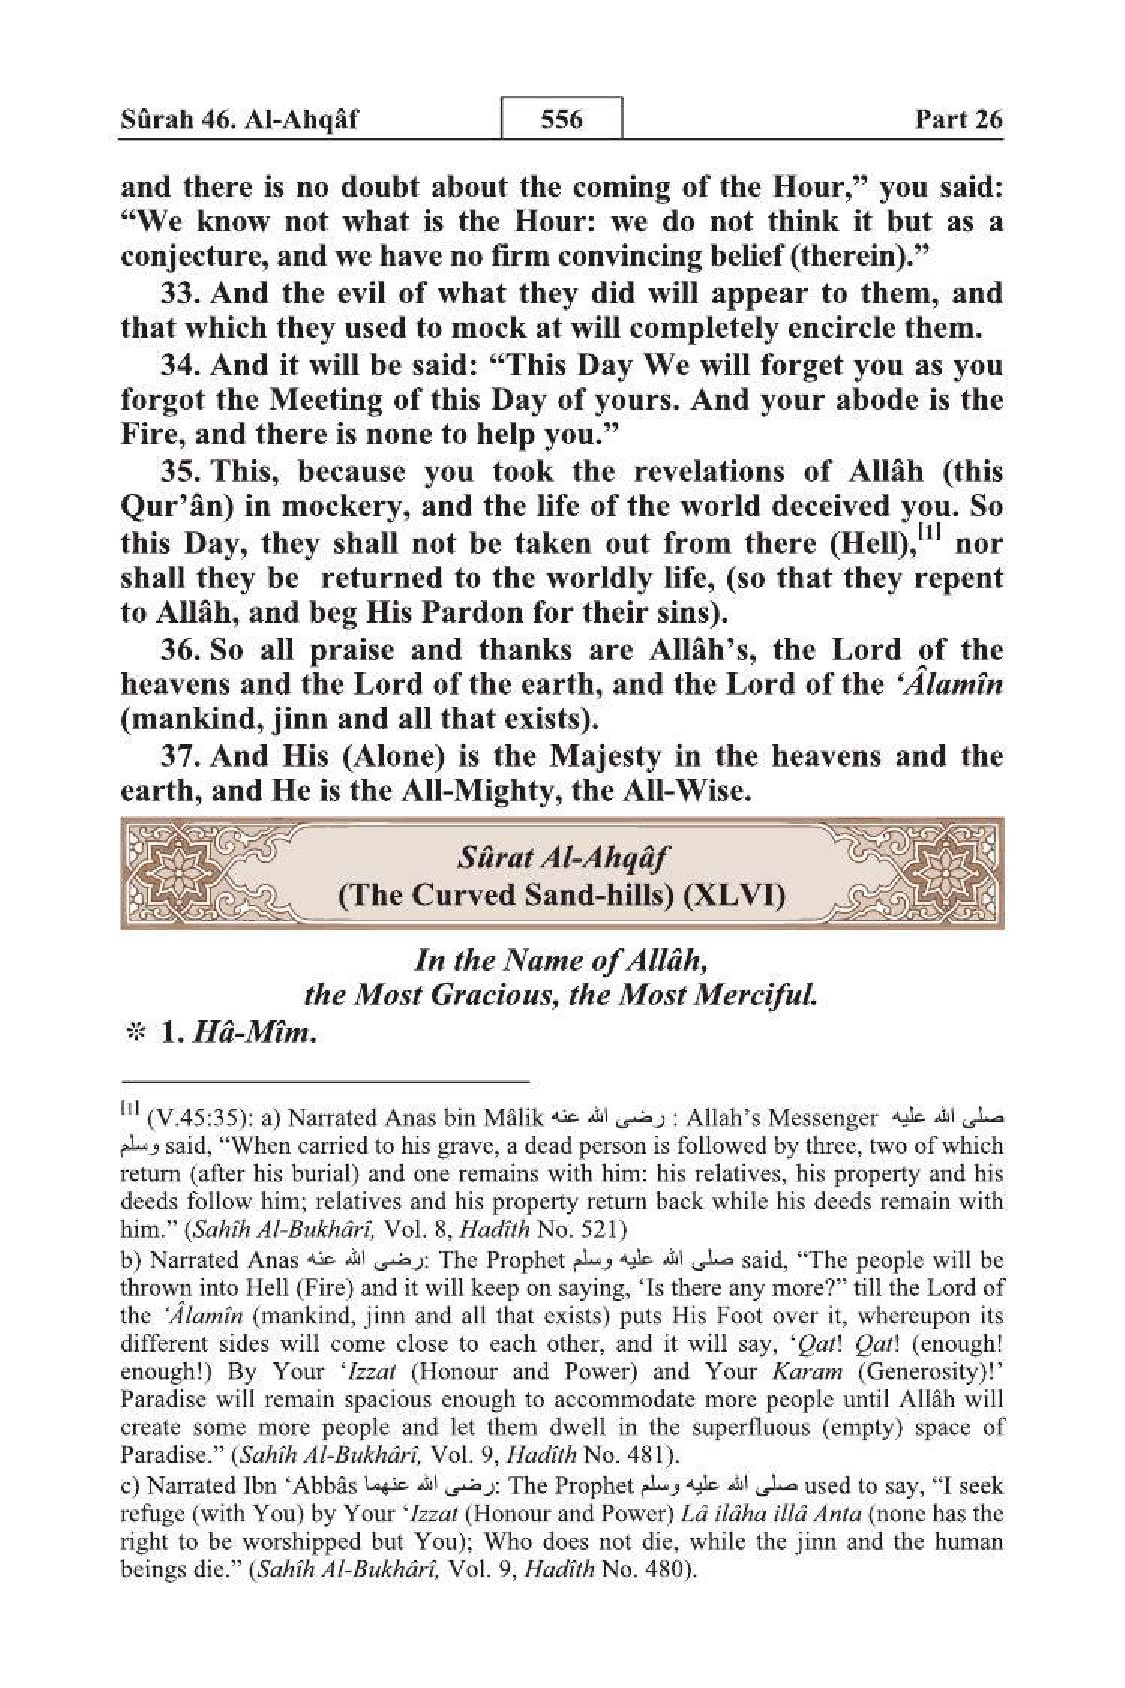 Sûrah 46. Al-Ahqâf 556 Part 26
and there is no doubt about the coming of the Hour,” you said:
“We know not what is the Hour: we do not think it but as a
conjecture, and we have no firm convincing belief (therein).”
33. And the evil of what they did will appear to them, and
that which they used to mock at will completely encircle them.
34. And it will be said: “This Day We will forget you as you
forgot the Meeting of this Day of yours. And your abode is the
Fire, and there is none to help you.”
35. This, because you took the revelations of Allâh (this
Qur’ân) in mockery, and the life of the world deceived you. So
this Day, they shall not be taken out from there (Hell),[1] nor
shall they be returned to the worldly life, (so that they repent
to Allâh, and beg His Pardon for their sins).
36. So all praise and thanks are Allâh’s, the Lord of the
heavens and the Lord of the earth, and the Lord of the ‘Âlamîn
(mankind, jinn and all that exists).
37. And His (Alone) is the Majesty in the heavens and the
earth, and He is the All-Mighty, the All-Wise.
Sûrat Al-Ahqâf
(The Curved Sand-hills) (XLVI)
In the Name of Allâh,
the Most Gracious, the Most Merciful.
* 1. Hâ-Mîm.
[1] (V.45:35): a) Narrated Anas bin Mâlik رضى الله عنه : Allah’s Messenger صلى الله عليه
وسلم said, “When carried to his grave, a dead person is followed by three, two of which
return (after his burial) and one remains with him: his relatives, his property and his
deeds follow him; relatives and his property return back while his deeds remain with
him.” (Sahîh Al-Bukhârî, Vol. 8, Hadîth No. 521)
b) Narrated Anas رضى الله عنه: The Prophet صلى الله عليه وسلم said, “The people will be
thrown into Hell (Fire) and it will keep on saying, ‘Is there any more?” till the Lord of
the ‘Âlamîn (mankind, jinn and all that exists) puts His Foot over it, whereupon its
different sides will come close to each other, and it will say, ‘Qat! Qat! (enough!
enough!) By Your ‘Izzat (Honour and Power) and Your Karam (Generosity)!’
Paradise will remain spacious enough to accommodate more people until Allâh will
create some more people and let them dwell in the superfluous (empty) space of
Paradise.” (Sahîh Al-Bukhârî, Vol. 9, Hadîth No. 481).
c) Narrated Ibn ‘Abbâs رضى الله عنهما: The Prophet صلى الله عليه وسلم used to say, “I seek
refuge (with You) by Your ‘Izzat (Honour and Power) Lâ ilâha illâ Anta (none has the
right to be worshipped but You); Who does not die, while the jinn and the human
beings die.” (Sahîh Al-Bukhârî, Vol. 9, Hadîth No. 480).